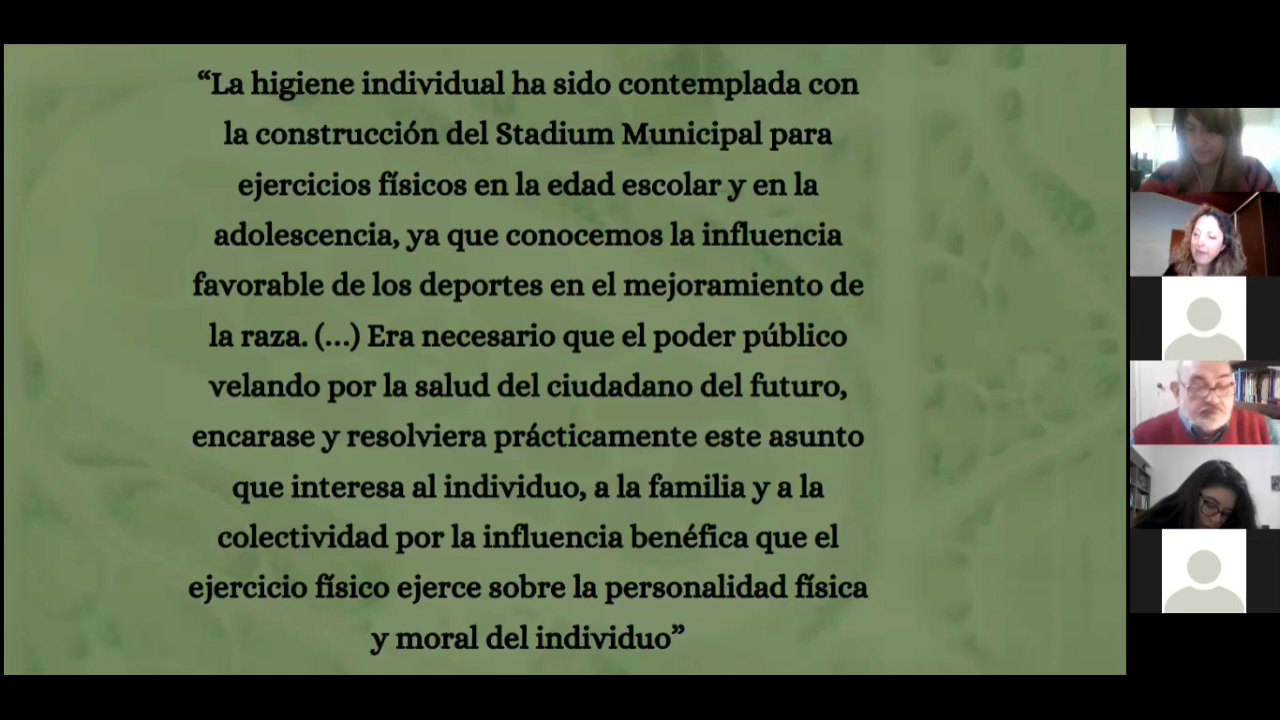 “La higiene individual ha sido contemplada con
la construcción del Stadium Municipal para
ejercicios físicos en la edad escolar y en la
adolescencia, ya que conocemos la influencia
favorable de los deportes en el mejoramiento de
la raza. (...) Era necesario que el poder público
velando por la salud del ciudadano del futuro,
encarase y resolviera prácticamente este asunto
que interesa al individuo, a la familia y a la
colectividad por la influencia benéfica que el
ejercicio físico ejerce sobre la personalidad física
y moral del individuo”